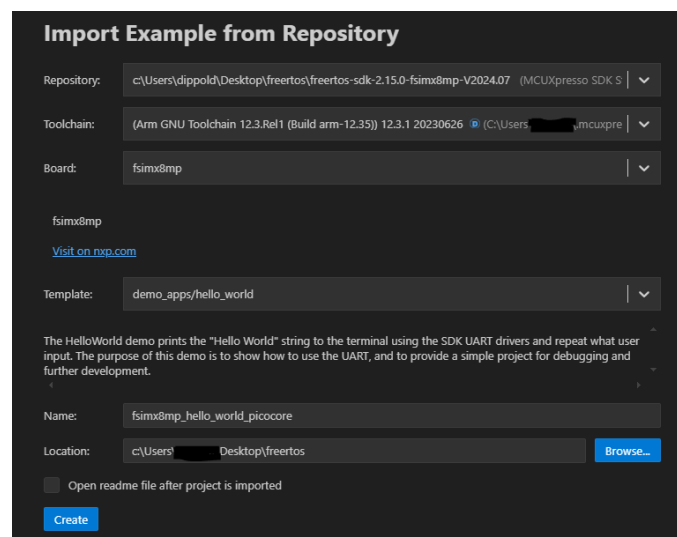 Import Example from Repository
Repository: c:\Users\dippold\Desktop\freertos\freertos-sdk-2.15.0-fsimx8mp-V2024.07 (MCUXpresso SDK S
Toolchain: (Arm GNU Toolchain 12.3.Rel1 (Build arm-12.35)) 12.3.1 20230626 (C:\Users .mcuxpre
Board: fsimx8mp
fsimx8mp
Visit on nxp.com
Template: demo_apps/hello_world
The HelloWorld demo prints the "Hello World" string to the terminal using the SDK UART drivers and repeat what user
input. The purpose of this demo is to show how to use the UART, and to provide a simple project for debugging and
further development.
Name: fsimx8mp_hello_world_picocore
Location: c:\Users\ Desktop\freertos
Browse...
Open readme file after project is imported
Create